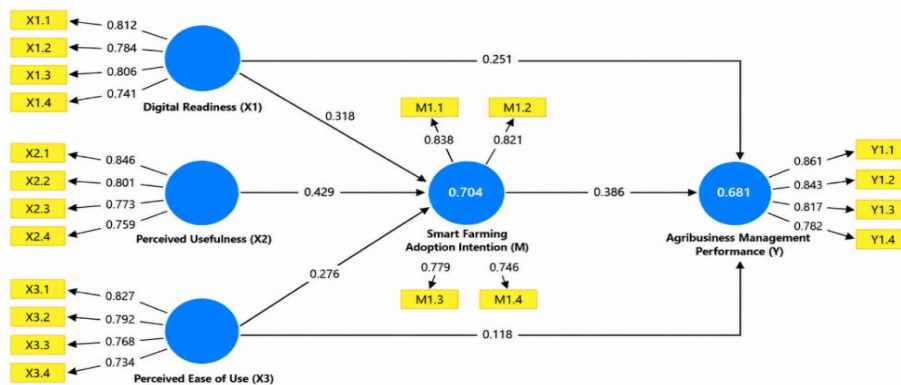 X1.1
0.812
X1.2
0.784
X1.3
0.806
X1.4
0.741
Digital Readiness (X1)
0.251
0.318
M1.1
M1.2
0.838
0.821
X2.1
0.846
X2.2
0.801
X2.3
0.773
X2.4
0.759
Perceived Usefulness (X2)
0.429
0.704
Smart Farming
Adoption Intention (M)
0.386
0.681
Agribusiness Management
Performance (Y)
Y1.1
0.861
Y1.2
0.843
Y1.3
0.817
Y1.4
0.782
0.276
0.779
0.746
M1.3
M1.4
X3.1
0.827
X3.2
0.792
X3.3
0.768
X3.4
0.734
Perceived Ease of Use (X3)
0.118